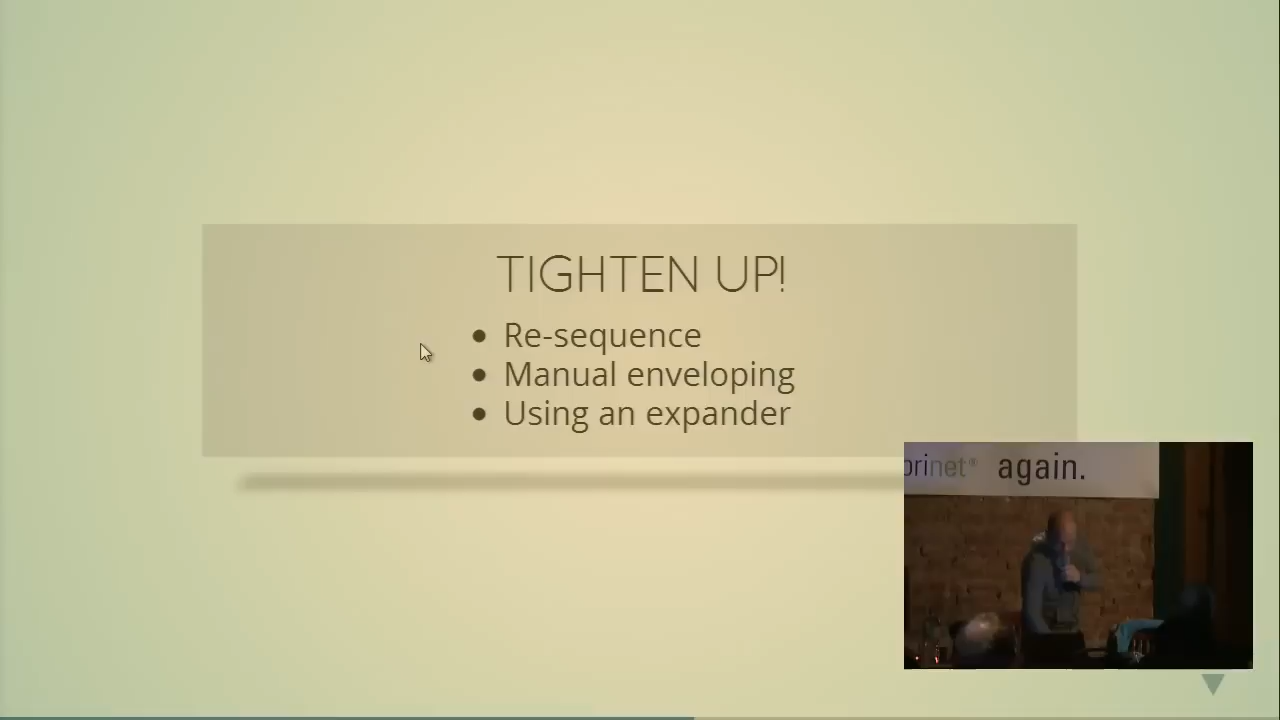 TIGHTEN UP!
Re-sequence
Manual enveloping
Using an expander
again.